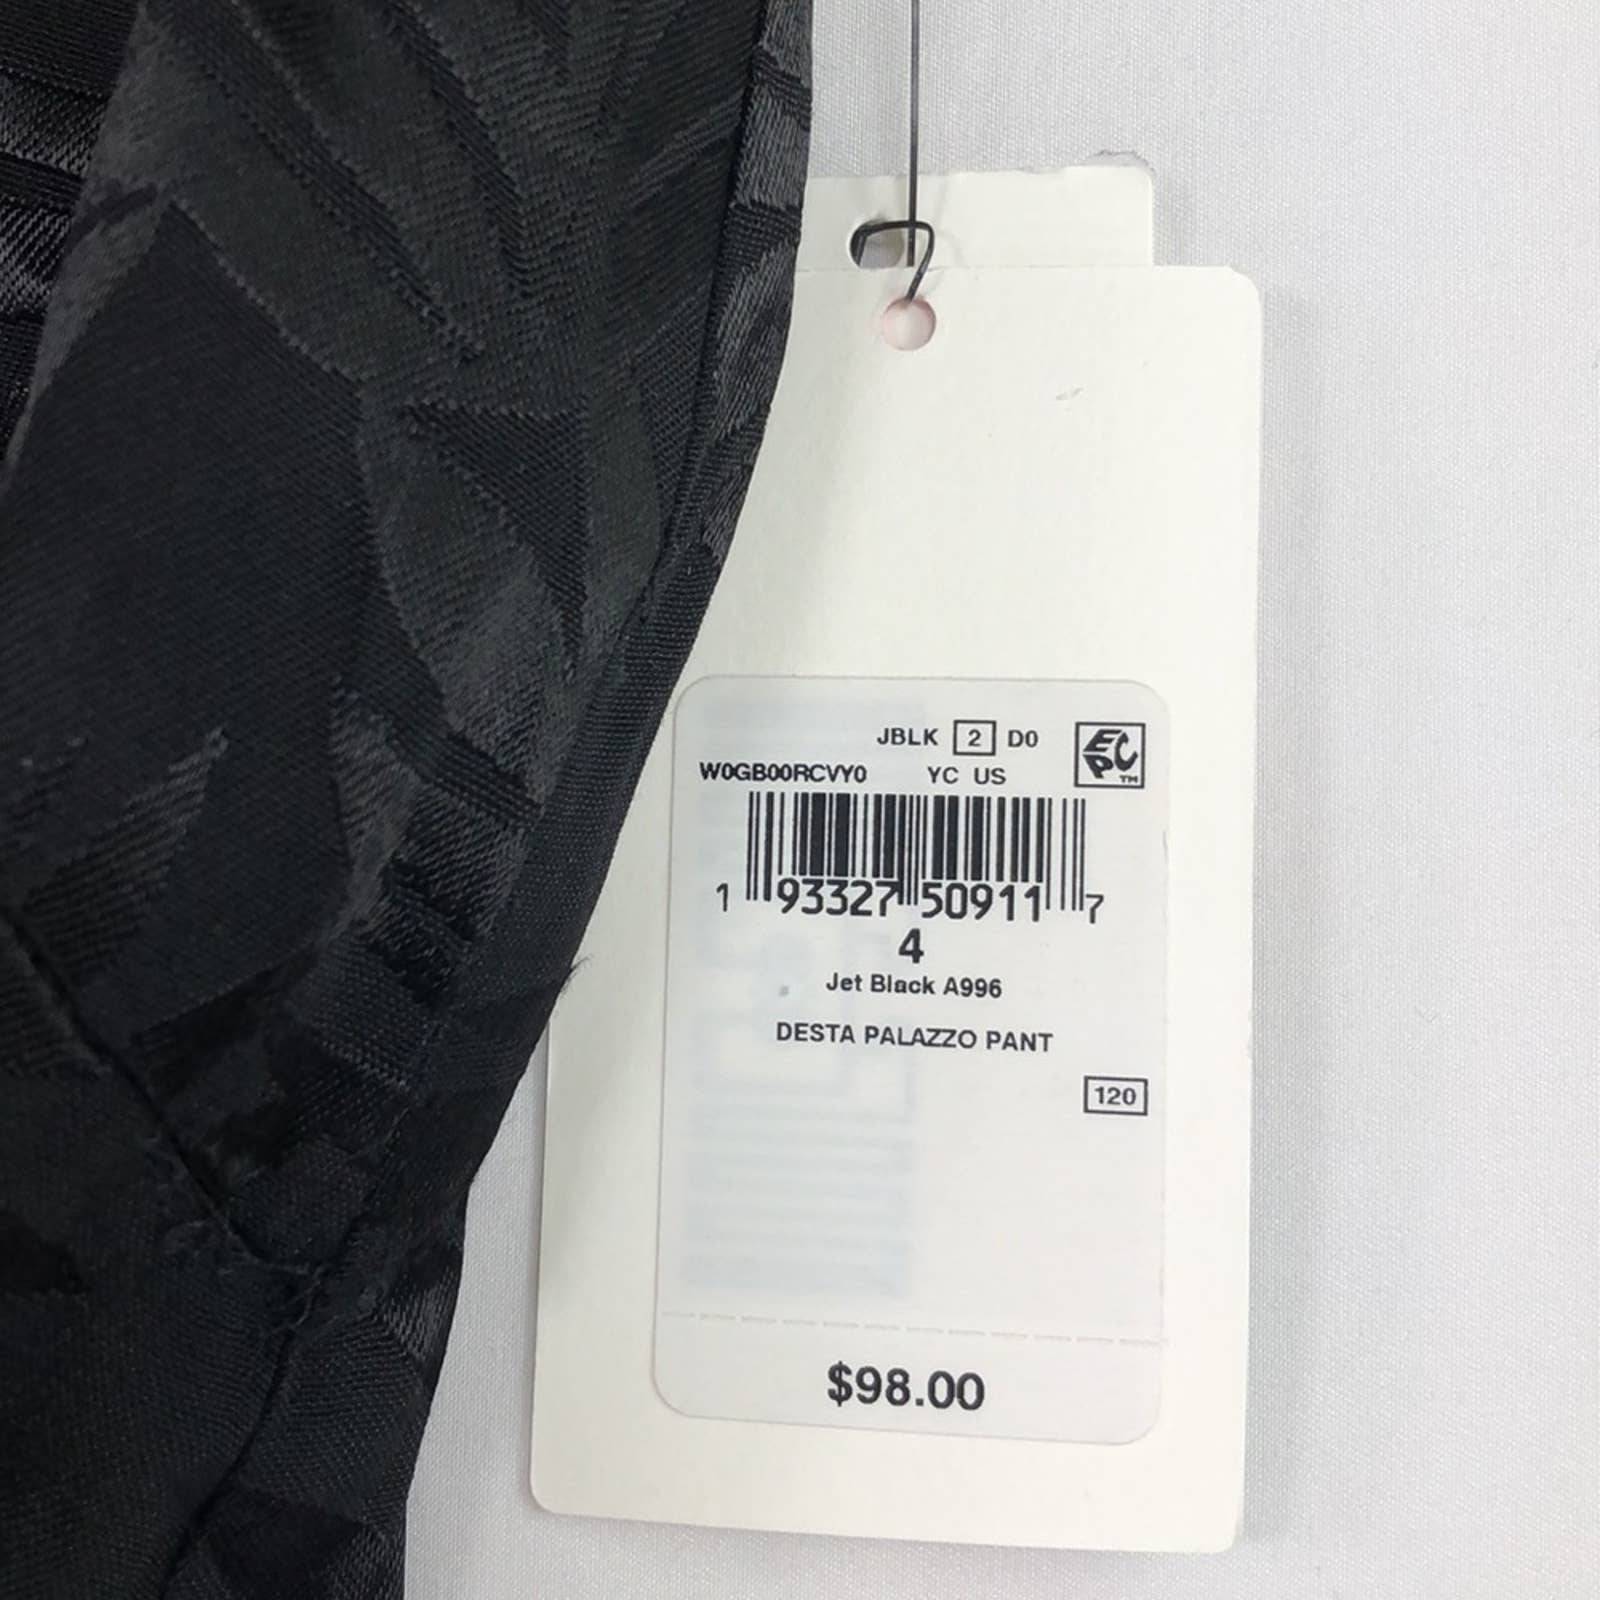 JBLK 2 D0
W0GB00RCVY0 YC US
EPC TM
1 93327 50911 7
4
Jet Black A996
DESTA PALAZZO PANT
120
$98.00